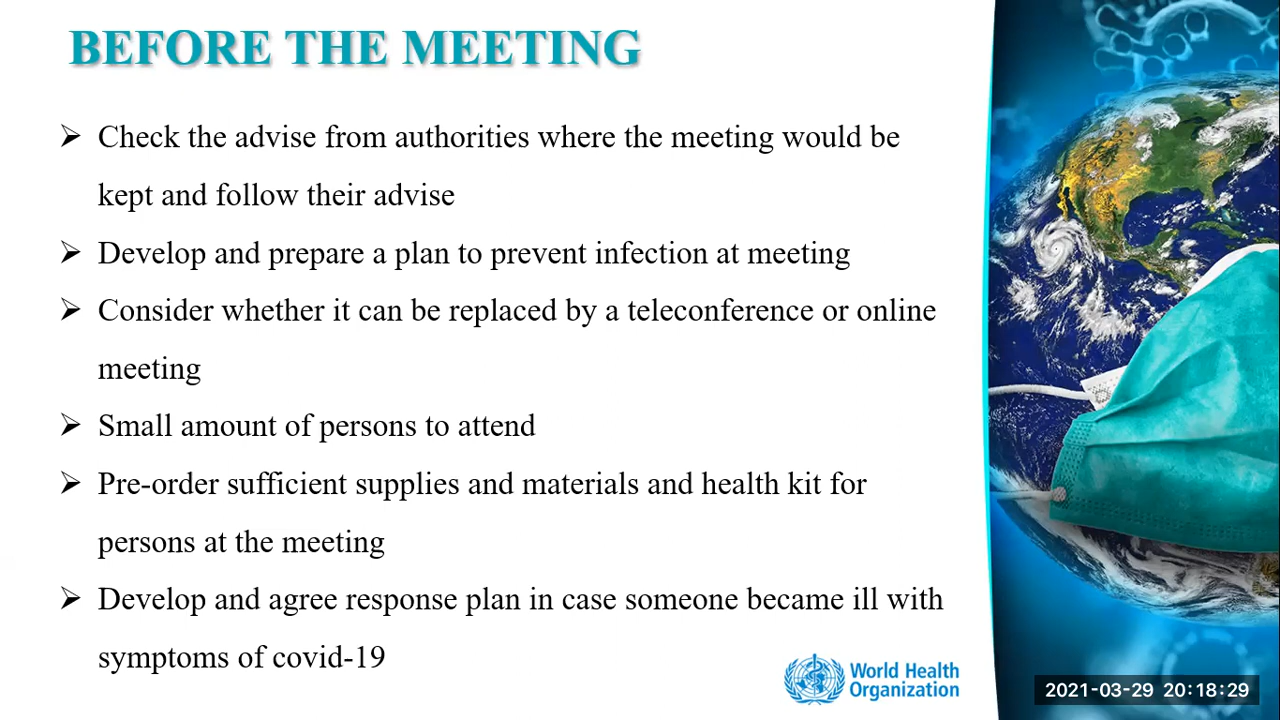 BEFORE THE MEETING
Check the advise from authorities where the meeting would be
kept and follow their advise
Develop and prepare a plan to prevent infection at meeting
Consider whether it can be replaced by a teleconference or online
meeting
Small amount of persons to attend
Pre-order sufficient supplies and materials and health kit for
persons at the meeting
Develop and agree response plan in case someone became ill with
symptoms of covid-19
World Health
Organization
2021-03-29 20:18:29